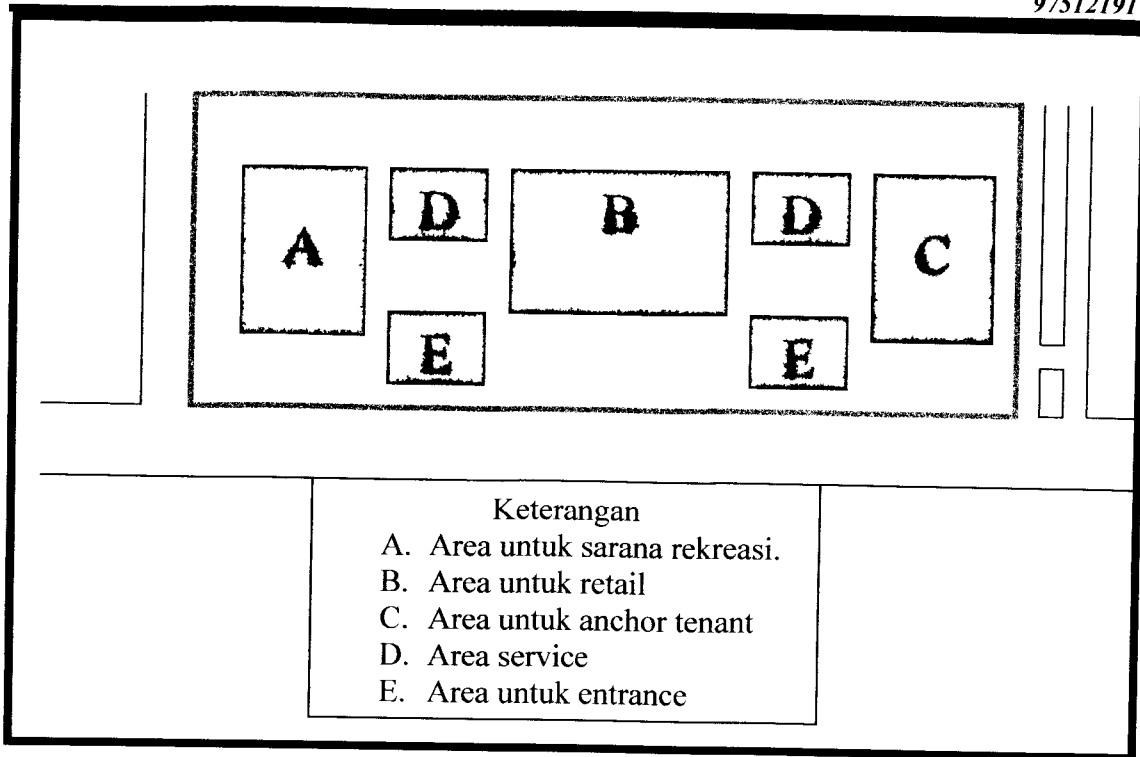 97512191
D B D
A C
E E
Keterangan
A. Area untuk sarana rekreasi.
B. Area untuk retail
C. Area untuk anchor tenant
D. Area service
E. Area untuk entrance